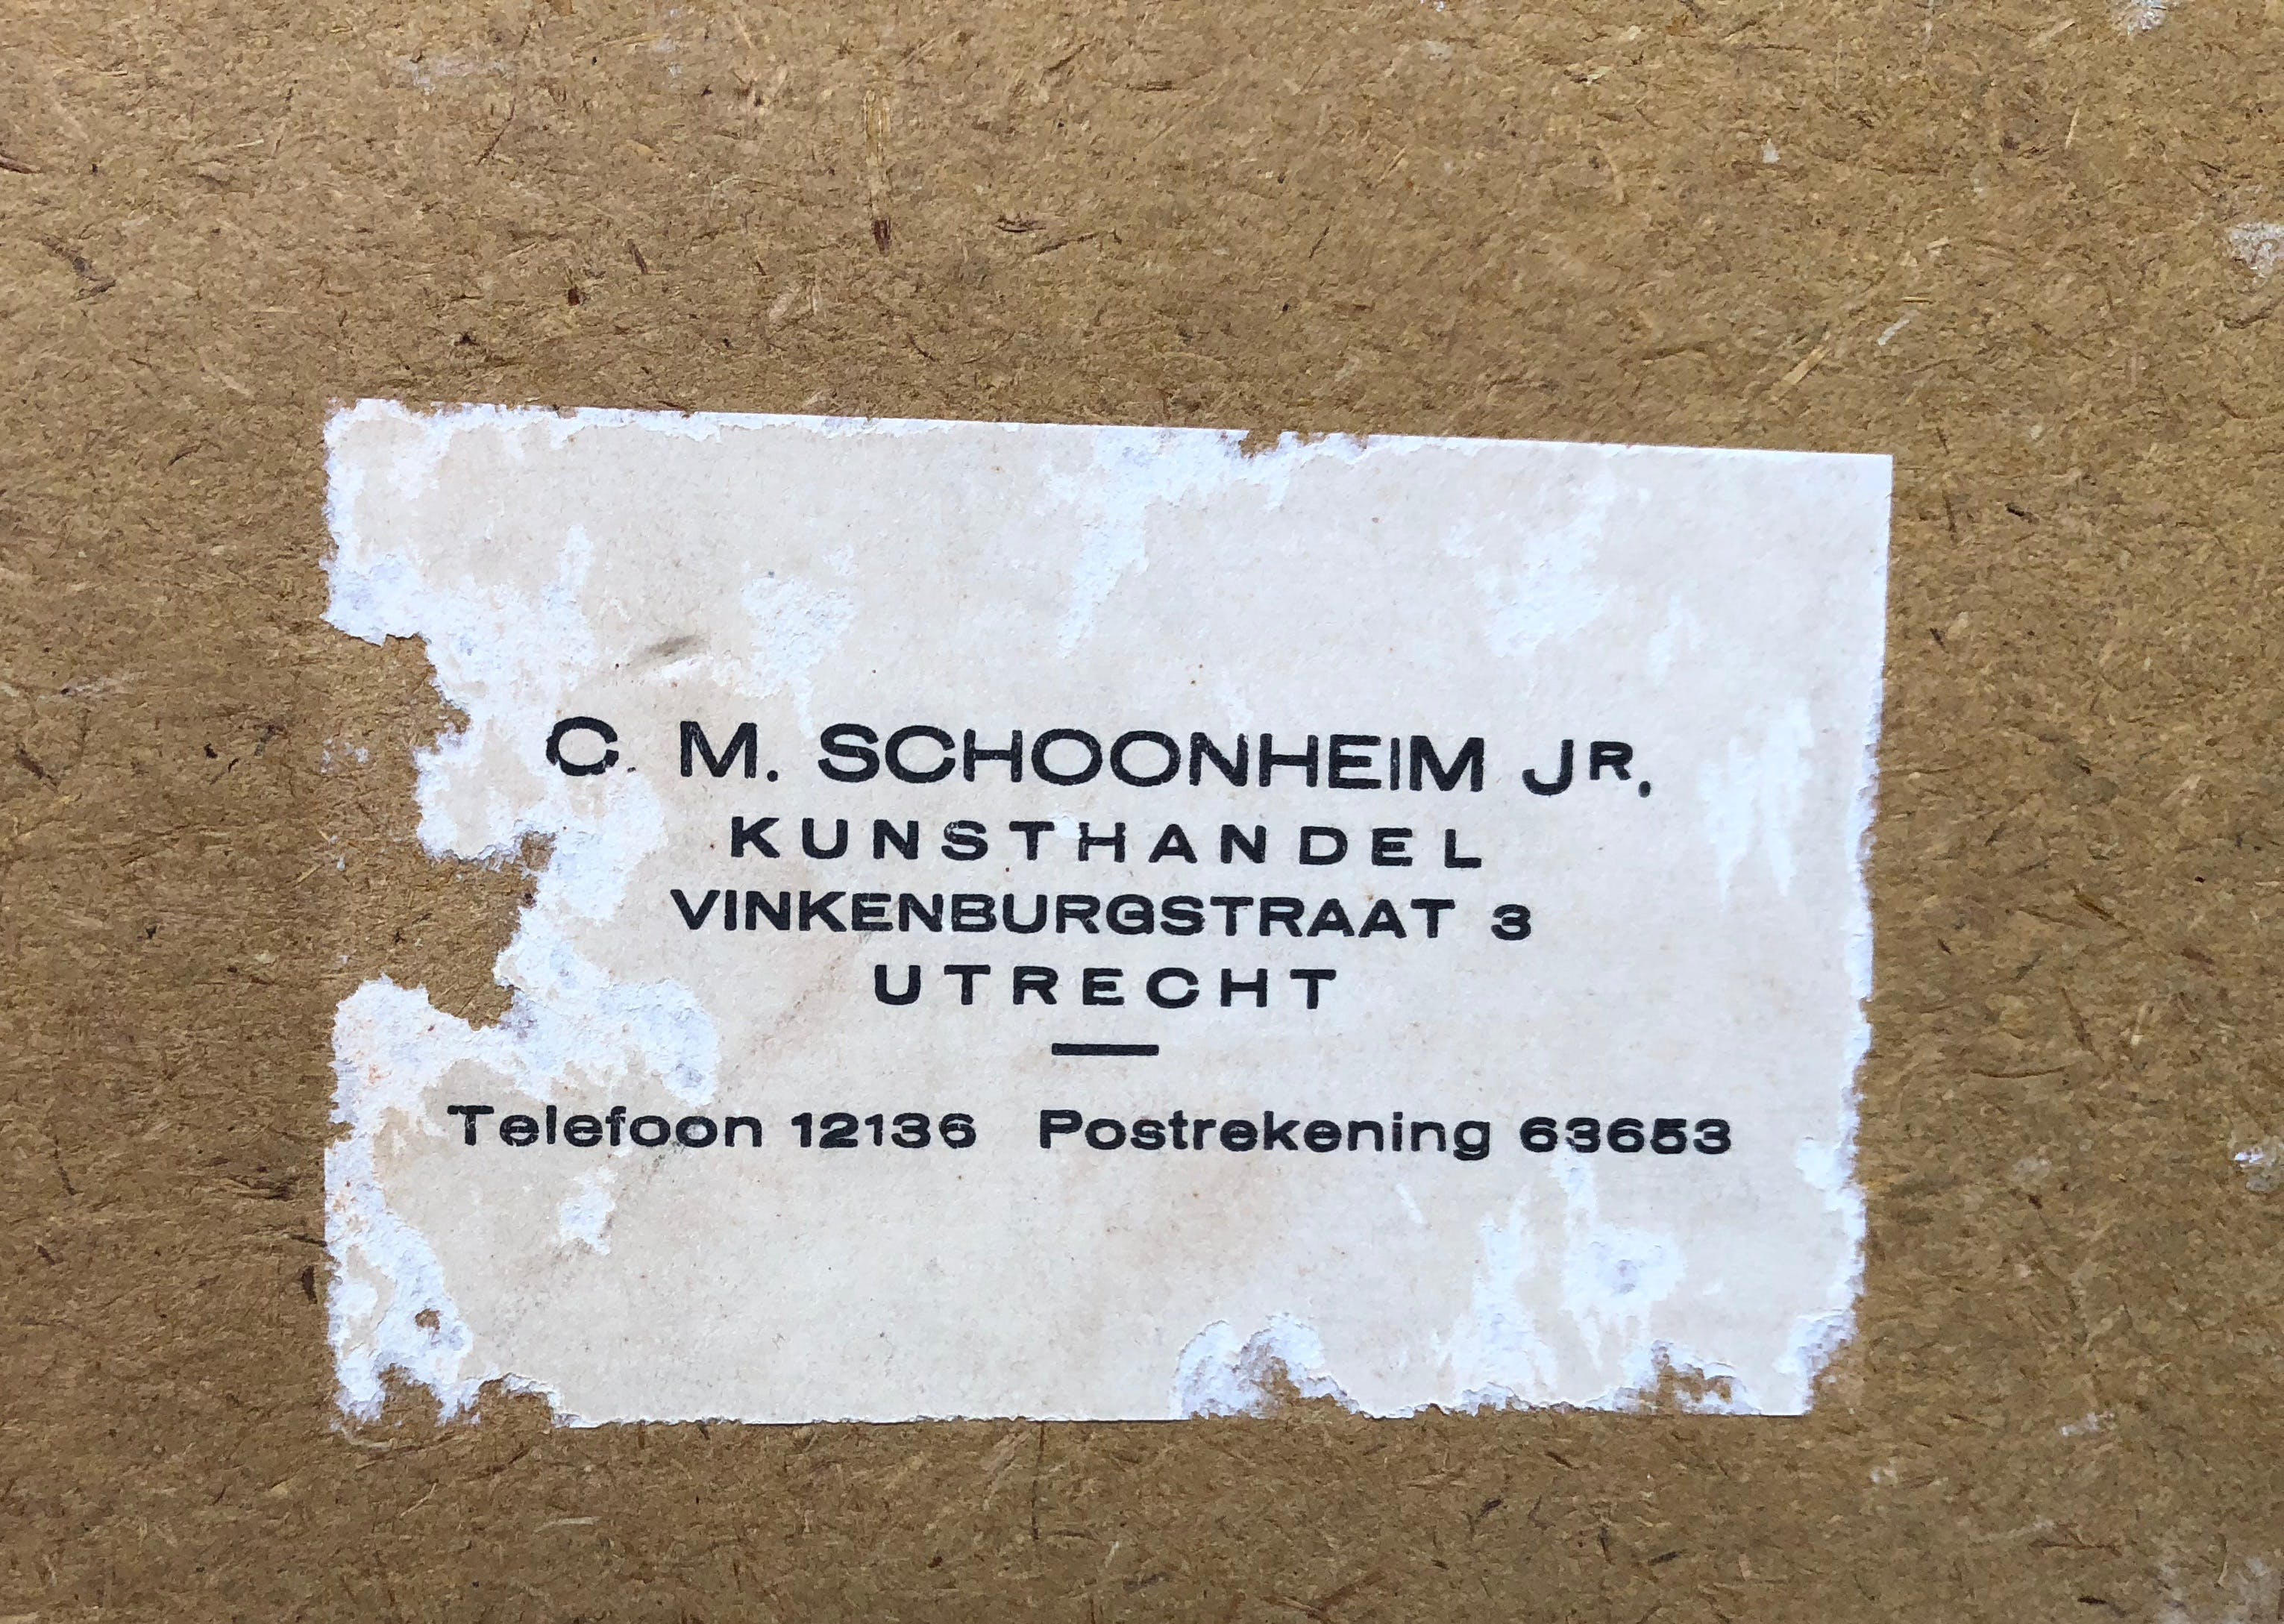 C. M. SCHOONHEIM JR.
KUNSTHANDEL
VINKENBURGSTRAAT 3
UTRECHT
Telefoon 12136 Postrekening 63653